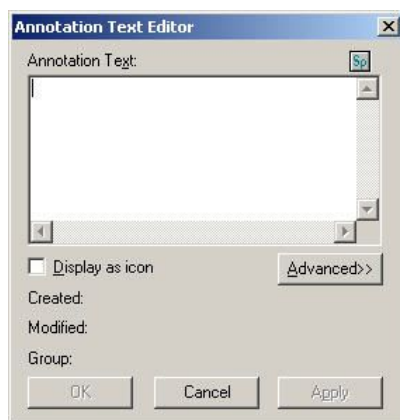 Annotation Text Editor
Annotation Text:
Sp
Display as icon
Advanced>>
Created:
Modified:
Group:
OK Cancel Apply